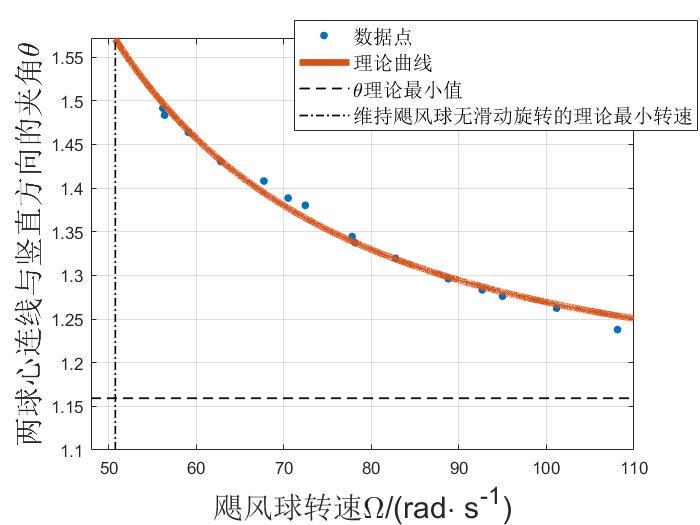 数据点
理论曲线
θ理论最小值
维持飓风球无滑动旋转的理论最小转速
两球心连线与竖直方向的夹角θ
1.55
1.5
1.45
1.4
1.35
1.3
1.25
1.2
1.15
1.1
50 60 70 80 90 100 110
飓风球转速Ω/(rad· s⁻¹)